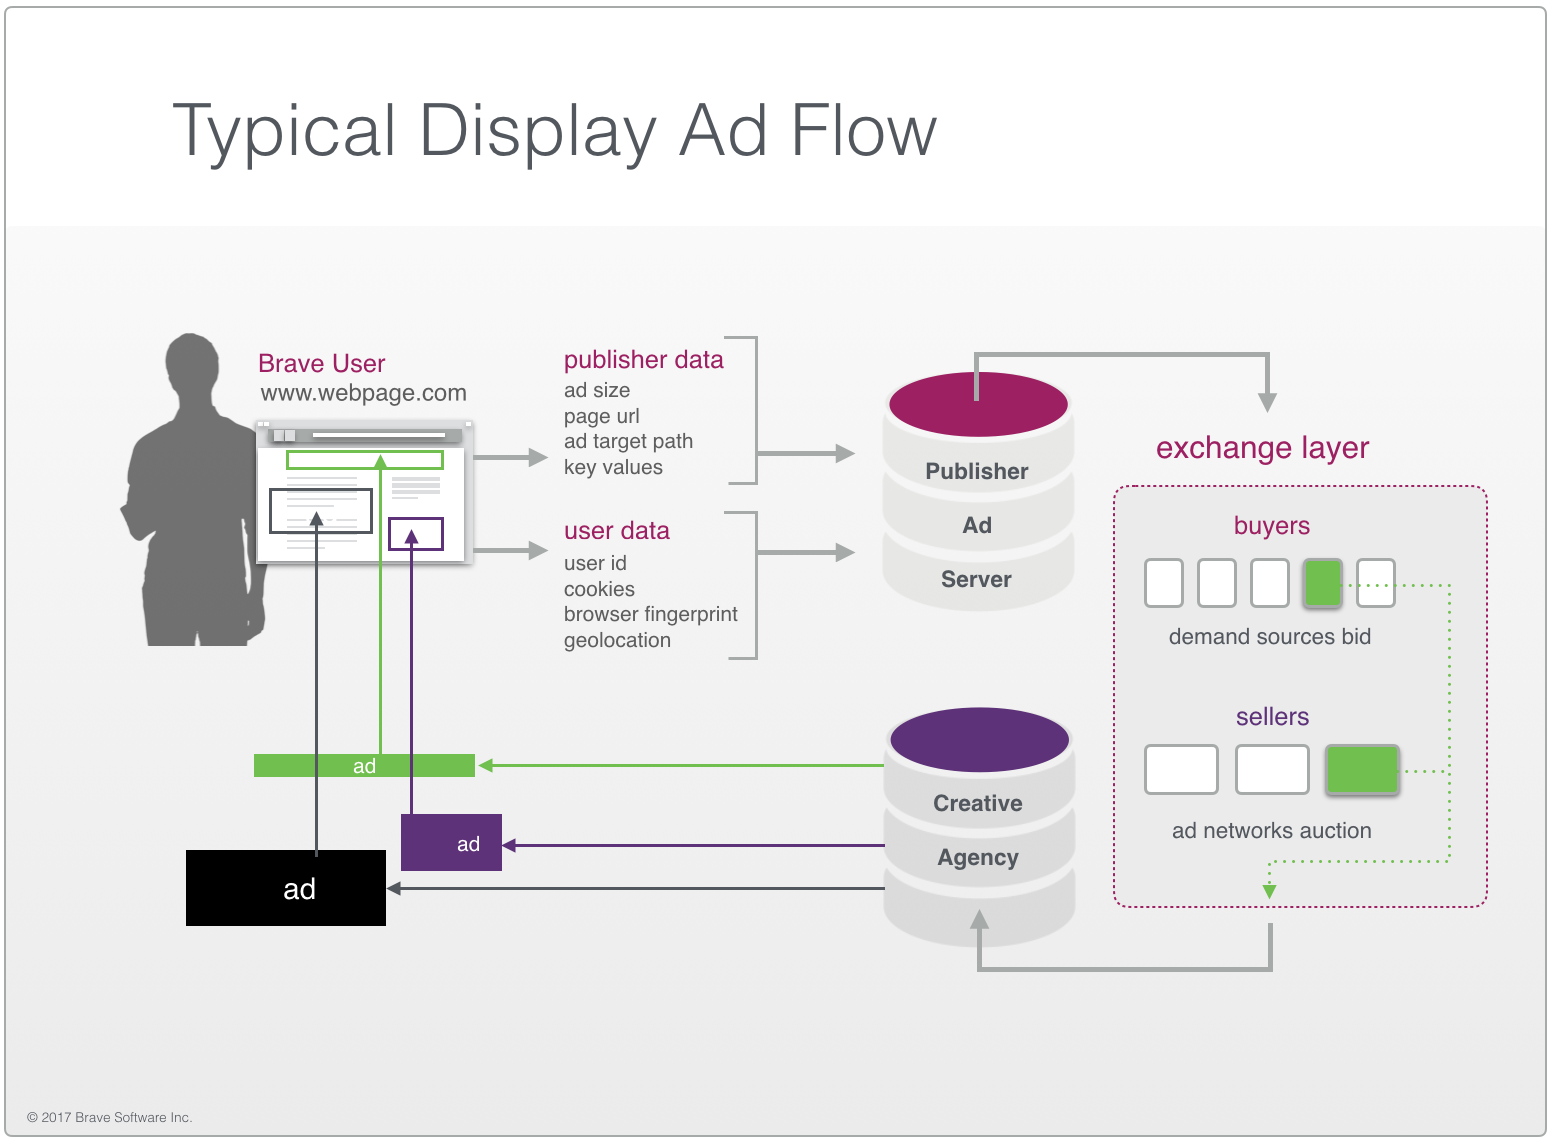 Typical Display Ad Flow
Brave User
www.webpage.com
publisher data
ad size
page url
ad target path
key values
user data
user id
cookies
browser fingerprint
geolocation
Publisher
Ad
Server
exchange layer
buyers
demand sources bid
sellers
ad networks auction
Creative
Agency
ad
ad
ad
© 2017 Brave Software Inc.